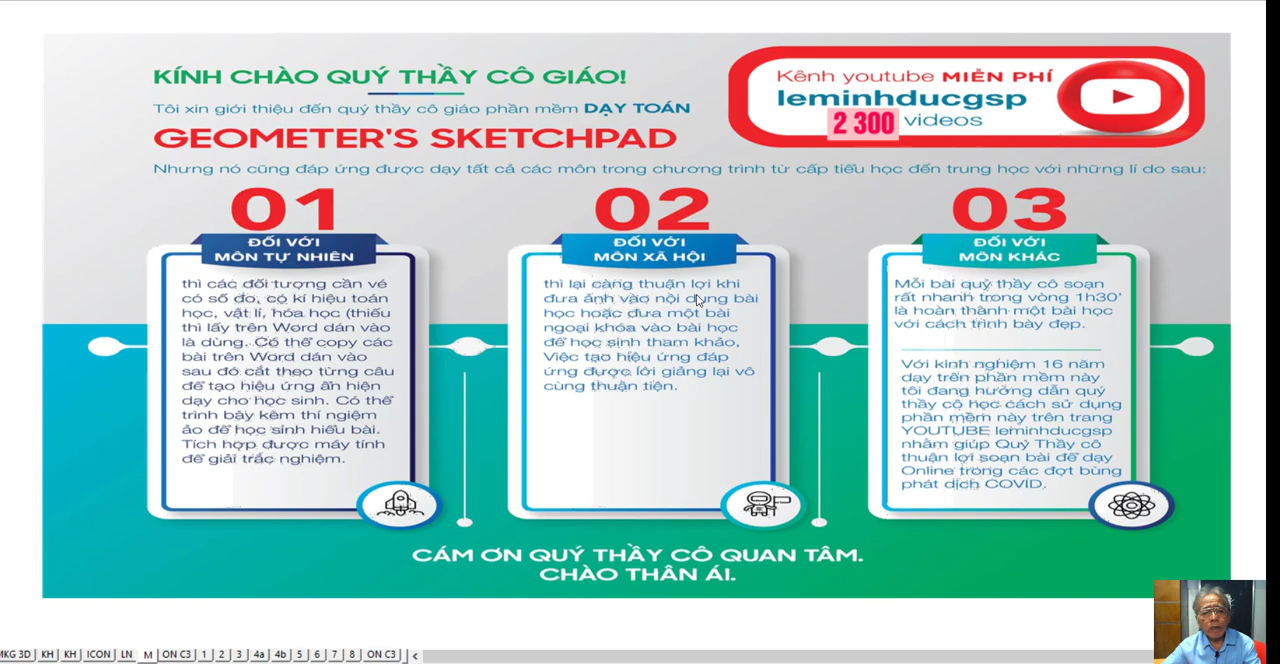 KÍNH CHÀO QUÝ THẦY CÔ GIÁO!
Tôi xin giới thiệu đến quý thầy cô giáo phần mềm DẠY TOÁN
GEOMETER'S SKETCHPAD
Kênh youtube MIỄN PHÍ
leminhducgsp
2 300 videos
Nhưng nó cũng đáp ứng được dạy tất cả các môn trong chương trình từ cấp tiểu học đến trung học với những lí do sau:
01
ĐỐI VỚI
MÔN TỰ NHIÊN
thì các đối tượng cần vẽ
có số đo, có kí hiệu toán
học, vật lí, hóa học (thiếu
thì lấy trên Word dán vào
là dùng. Có thể copy các
bài trên Word dán vào
sau đó cắt theo từng câu
để tạo hiệu ứng ẩn hiện
dạy cho học sinh. Có thể
trình bày kèm thí ngiệm
ảo để học sinh hiểu bài.
Tích hợp được máy tính
để giải trắc nghiệm.
02
ĐỐI VỚI
MÔN XÃ HỘI
thì lại càng thuận lợi khi
đưa ảnh vào nội dung bài
học hoặc đưa một bài
ngoại khóa vào bài học
để học sinh tham khảo,
Việc tạo hiệu ứng đáp
ứng được lời giảng lại vô
cùng thuận tiện.
03
ĐỐI VỚI
MÔN KHÁC
Mỗi bài quý thầy cô soạn
rất nhanh trong vòng 1h30'
là hoàn thành một bài học
với cách trình bày đẹp.
Với kinh nghiệm 16 năm
dạy trên phần mềm này
tôi đang hướng dẫn quý
thầy cô học cách sử dụng
phần mềm này trên trang
YOUTUBE leminhducgsp
nhằm giúp Quý Thầy cô
thuận lợi soạn bài để dạy
Online trong các đợt bùng
phát dịch COVID.
CÁM ƠN QUÝ THẦY CÔ QUAN TÂM.
CHÀO THÂN ÁI.
MKG 3D KH KH ICON LN M ON C3 1 2 3 4a 4b 5 6 7 8 ON C3